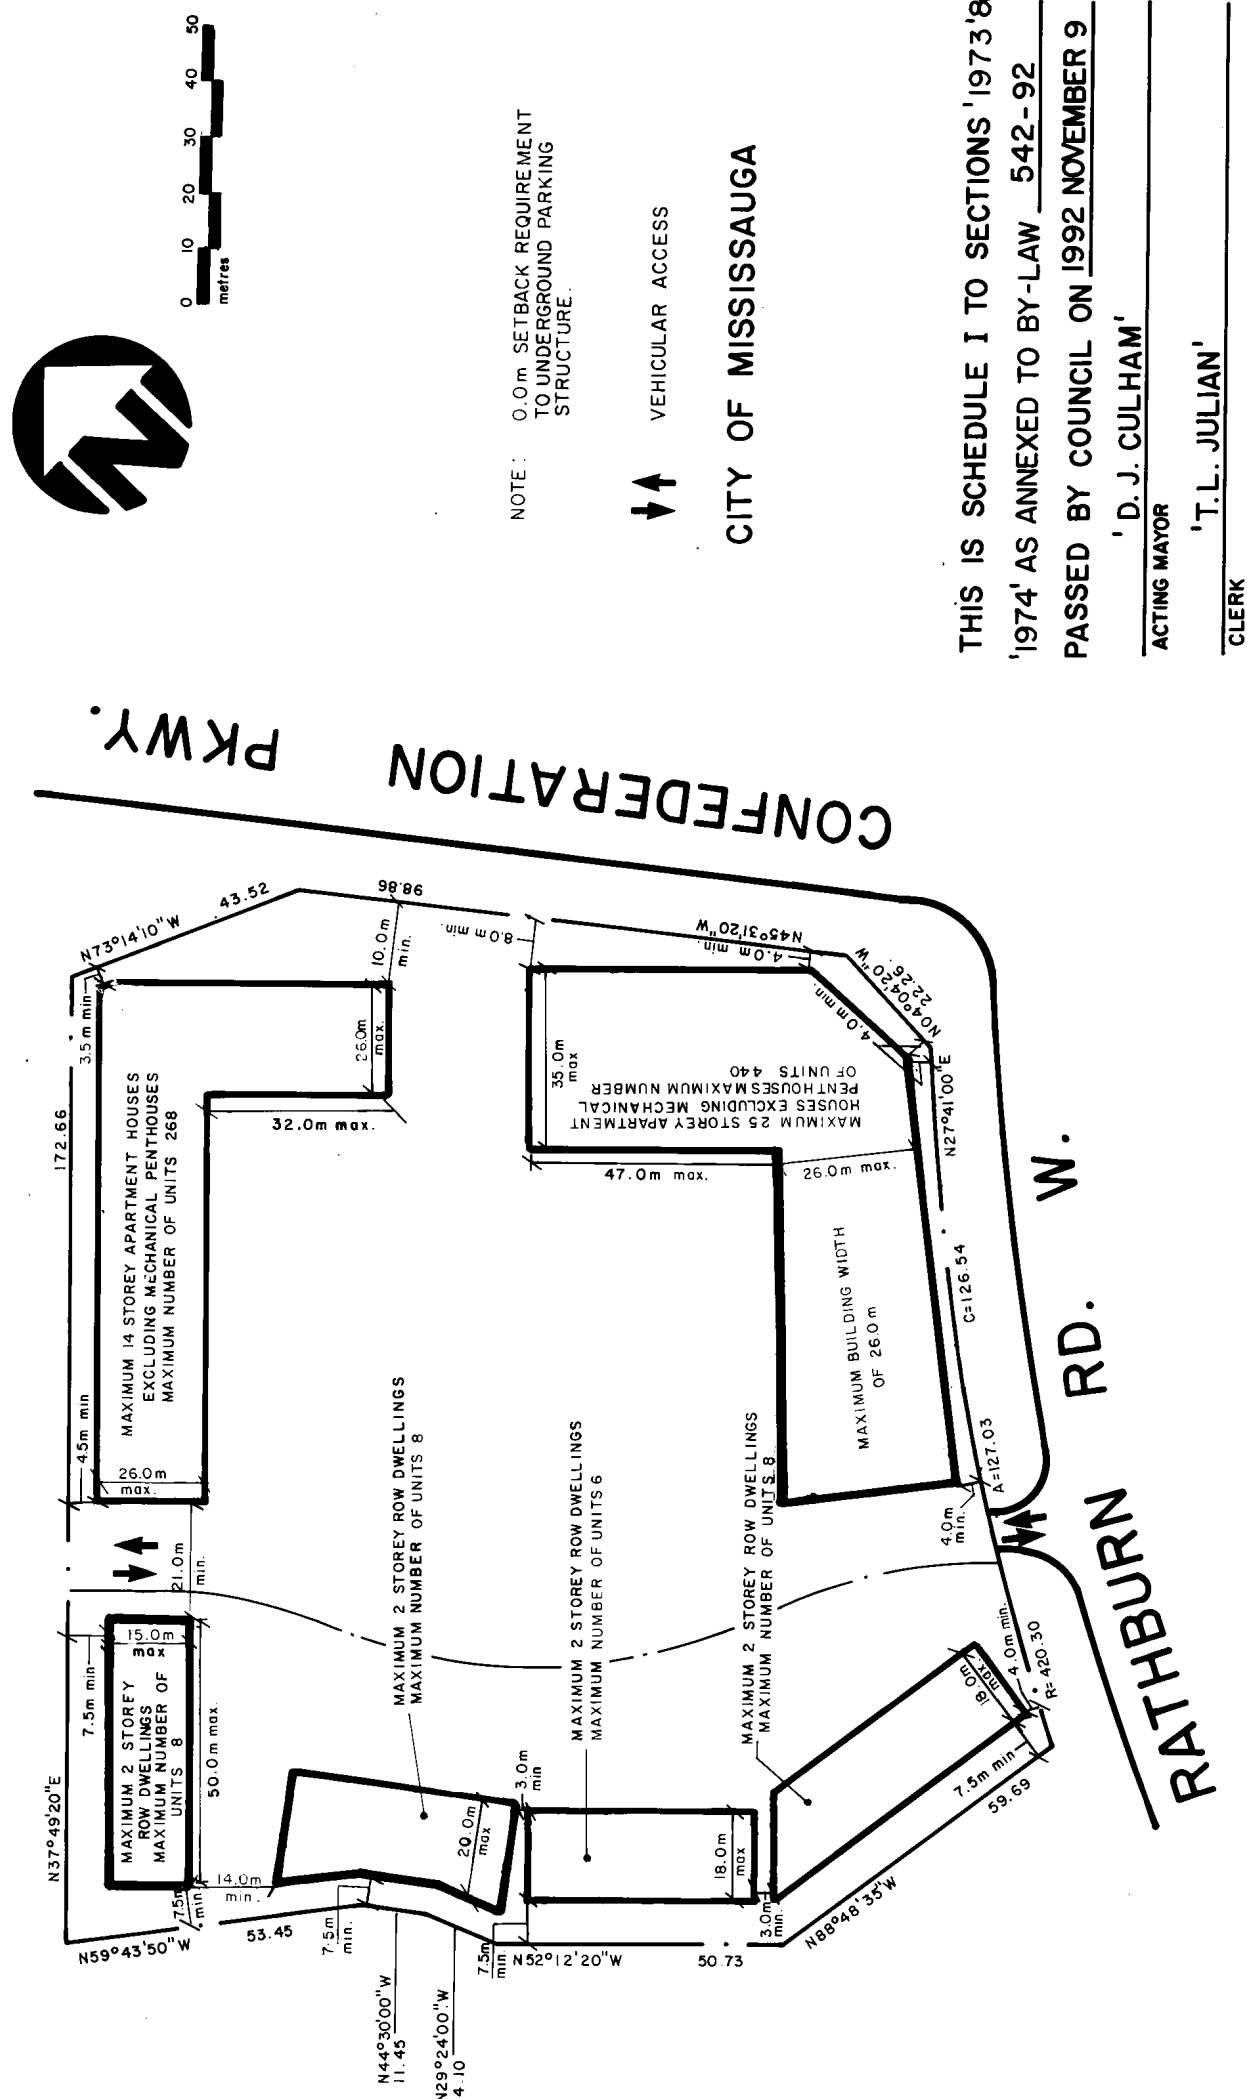 0 10 20 30 40 50
metres
N
NOTE: 0.0m SETBACK REQUIREMENT
TO UNDERGROUND PARKING
STRUCTURE.
VEHICULAR ACCESS
CITY OF MISSISSAUGA
THIS IS SCHEDULE I TO SECTIONS '1973'8
'1974' AS ANNEXED TO BY-LAW 542-92
PASSED BY COUNCIL ON 1992 NOVEMBER 9
'D. J. CULHAM'
ACTING MAYOR
'T.L. JULIAN'
CLERK
CONFEDERATION PKWY.
RATHBURN RD. W.
N37°49'20"E
172.66
N73°14'10"W
43.52
98.86
N45°31'20"W
N04°04'20"W
22.26
N27°41'00"E
C=126.54
A=127.03
R=420.30
59.69
N88°48'35"W
50.73
N52°12'20"W
N29°24'00"W
4.10
N44°30'00"W
11.45
53.45
N59°43'50"W
3.5m min
4.5m min
MAXIMUM 14 STOREY APARTMENT HOUSES
EXCLUDING MECHANICAL PENTHOUSES
MAXIMUM NUMBER OF UNITS 268
26.0m
max.
26.0m
max.
32.0m max.
10.0m
min.
8.0m min.
4.0m min.
4.0m min.
35.0m
max
MAXIMUM 25 STOREY APARTMENT
HOUSES EXCLUDING MECHANICAL
PENTHOUSES MAXIMUM NUMBER
OF UNITS 440
47.0m max.
26.0m max.
MAXIMUM BUILDING WIDTH
OF 26.0m
4.0m
min.
21.0m
min.
7.5m min
15.0m
max
MAXIMUM 2 STOREY
ROW DWELLINGS
MAXIMUM NUMBER OF
UNITS 8
50.0m max.
7.5m
min.
14.0m
min.
MAXIMUM 2 STOREY ROW DWELLINGS
MAXIMUM NUMBER OF UNITS 8
20.0m
max
7.5m
min.
7.5m
min.
3.0m
min
MAXIMUM 2 STOREY ROW DWELLINGS
MAXIMUM NUMBER OF UNITS 6
18.0m
max
3.0m
min.
MAXIMUM 2 STOREY ROW DWELLINGS
MAXIMUM NUMBER OF UNITS 8
18.0m
max.
4.0m min.
7.5m min